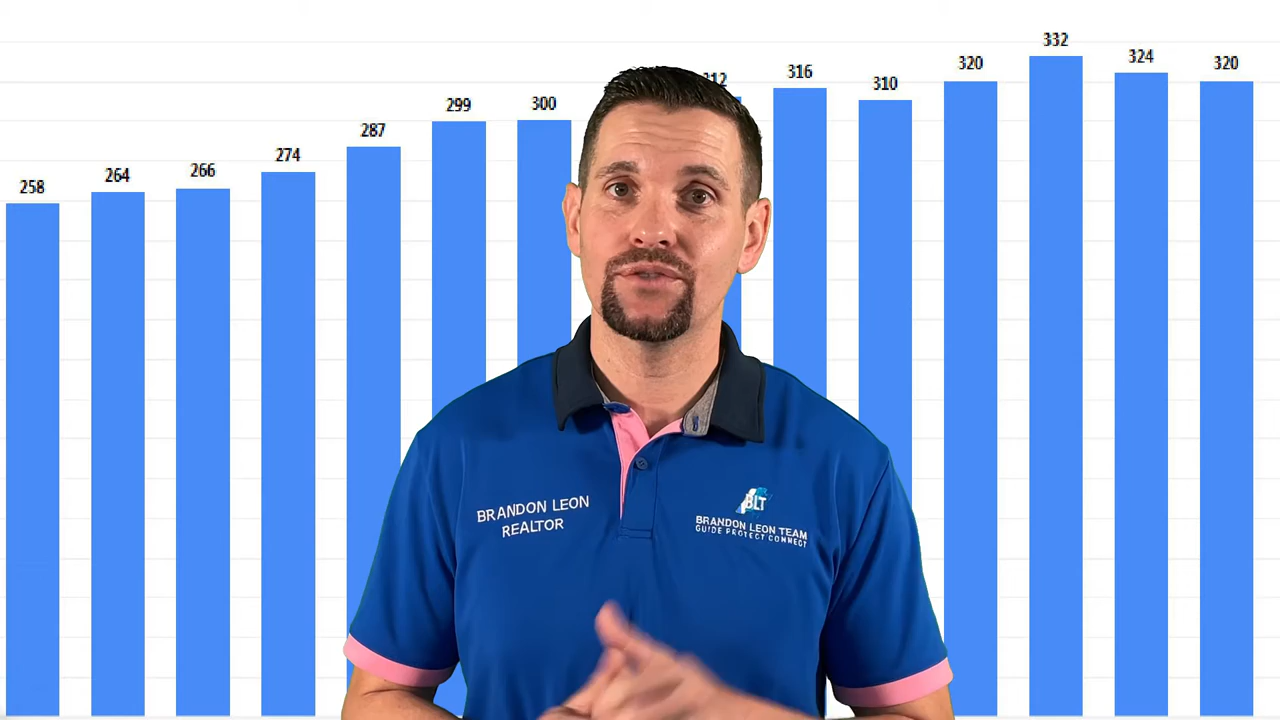 258
264
266
274
287
299
300
312
316
310
320
332
324
320
BRANDON LEON
REALTOR
BLT
BRANDON LEON TEAM
GUIDE PROTECT CONNECT